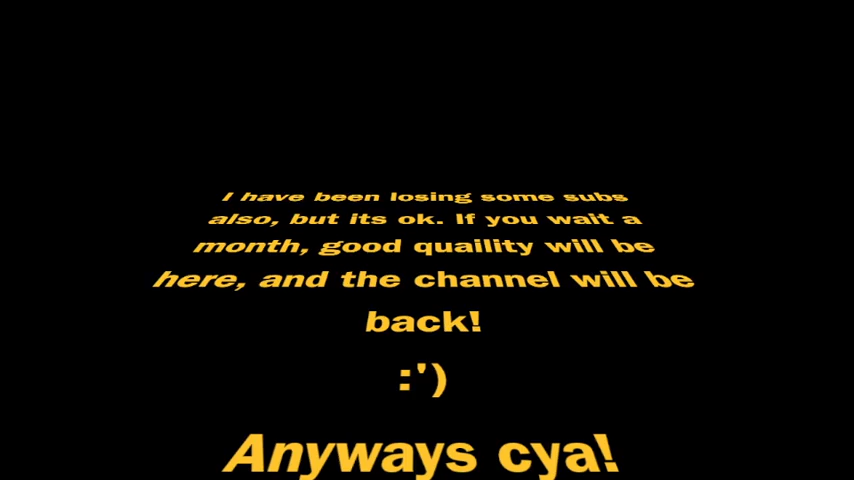 I have been losing some subs
also, but its ok. If you wait a
month, good quaility will be
here, and the channel will be
back!
:')
Anyways cya!